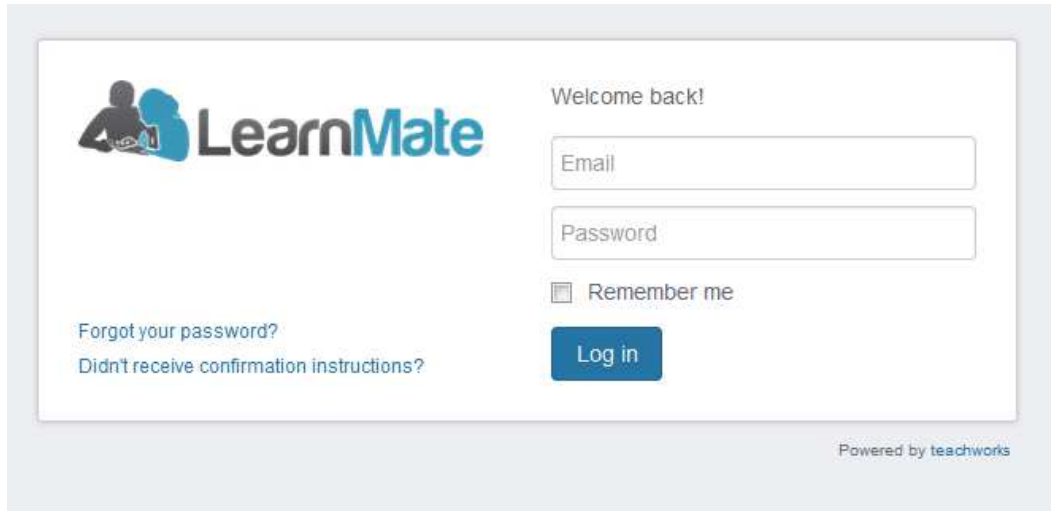 LearnMate
Welcome back!
Email
Password
Remember me
Forgot your password?
Didn't receive confirmation instructions?
Log in
Powered by teachworks